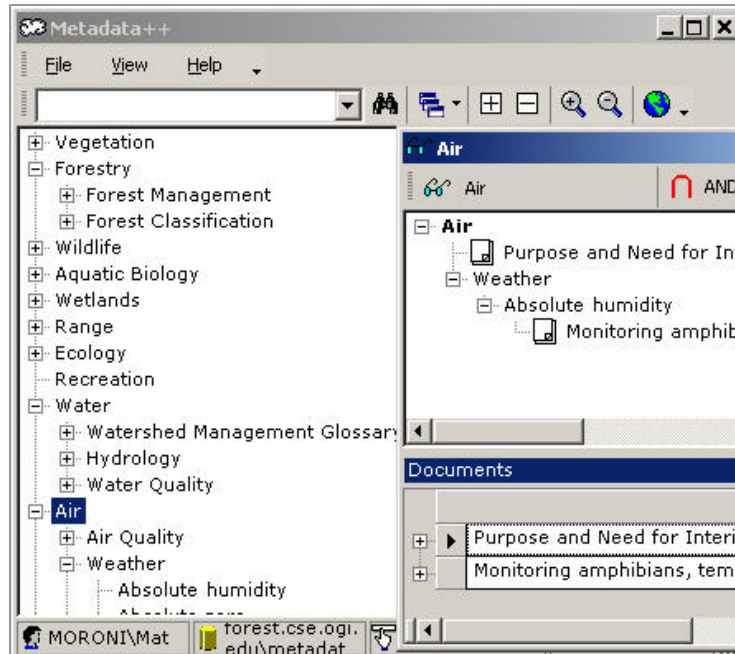 Metadata++
File View Help
Vegetation
Forestry
Forest Management
Forest Classification
Wildlife
Aquatic Biology
Wetlands
Range
Ecology
Recreation
Water
Watershed Management Glossary
Hydrology
Water Quality
Air
Air Quality
Weather
Absolute humidity
Absolute zero
MORONI\Mat
forest.cse.ogi.
edu\metadat
Air
Air AND
Air
Purpose and Need for Int
Weather
Absolute humidity
Monitoring amphib
Documents
Purpose and Need for Interi
Monitoring amphibians, tem